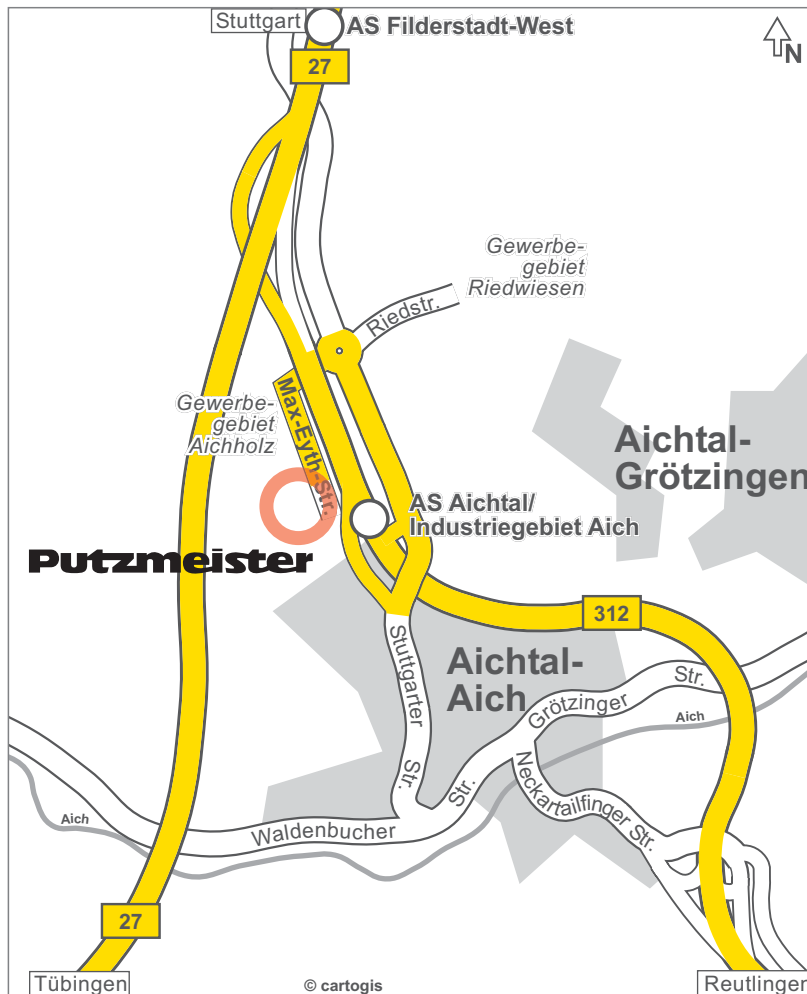 Stuttgart
AS Filderstadt-West
N
27
Gewerbe-
gebiet
Riedwiesen
Riedstr.
Max-Eyth-Str.
Gewerbe-
gebiet
Aichholz
Aichtal-
Grötzingen
AS Aichtal/
Industriegebiet Aich
Putzmeister
312
Stuttgarter Str.
Aichtal-
Aich
Grötzinger Str.
Aich
Neckartailfinger Str.
Waldenbucher Str.
Aich
27
Tübingen
© cartogis
Reutlingen